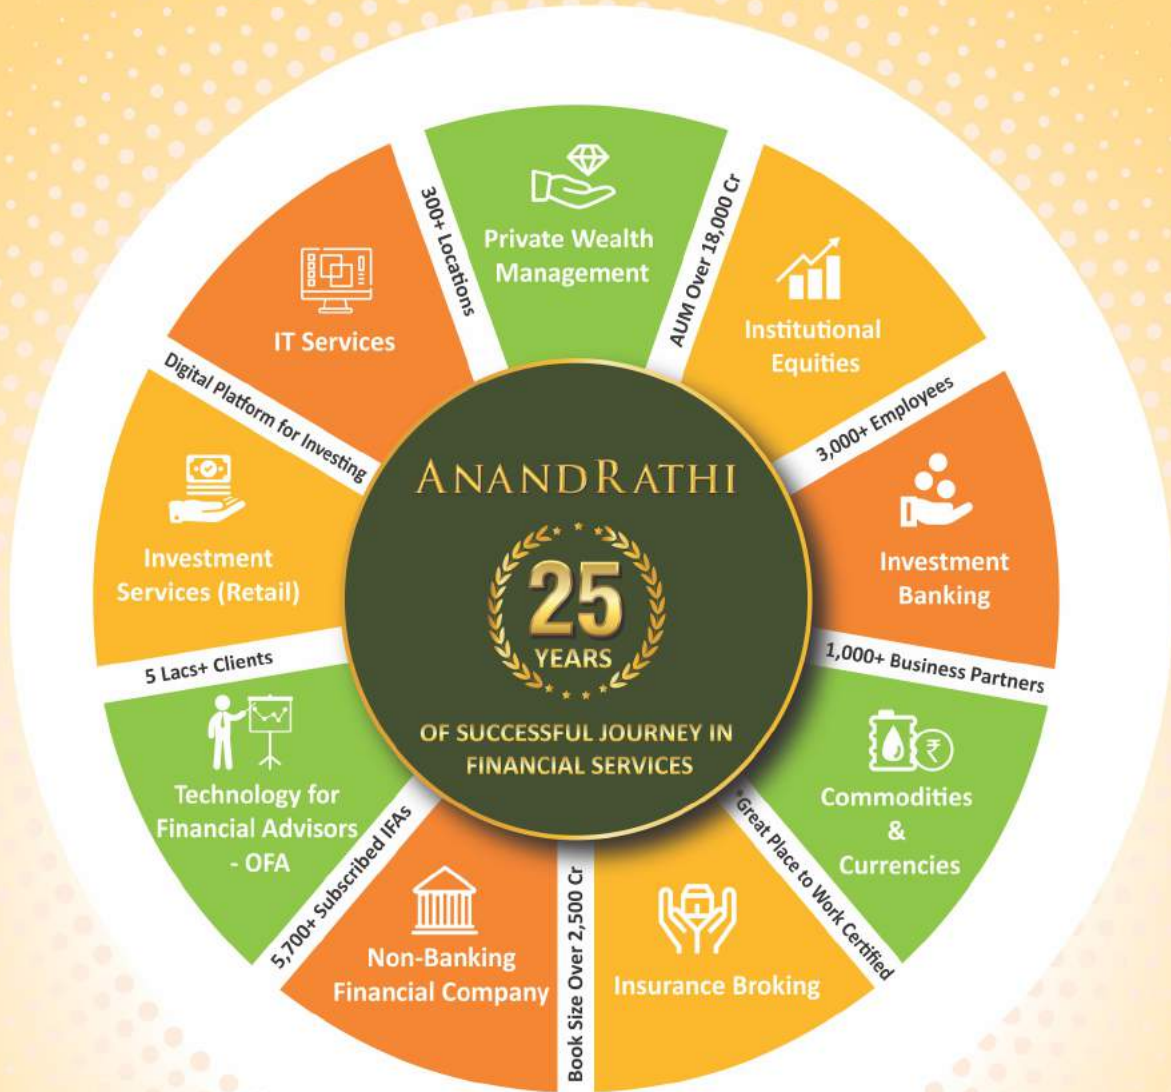 ANANDRATHI
25
YEARS
OF SUCCESSFUL JOURNEY IN
FINANCIAL SERVICES
Private Wealth
Management
AUM Over 18,000 Cr
Institutional
Equities
3,000+ Employees
Investment
Banking
1,000+ Business Partners
Commodities
&
Currencies
*Great Place to Work Certified
Insurance Broking
Book Size Over 2,500 Cr
Non-Banking
Financial Company
5,700+ Subscribed IFAs
Technology for
Financial Advisors
- OFA
5 Lacs+ Clients
Investment
Services (Retail)
Digital Platform for Investing
IT Services
300+ Locations
₹